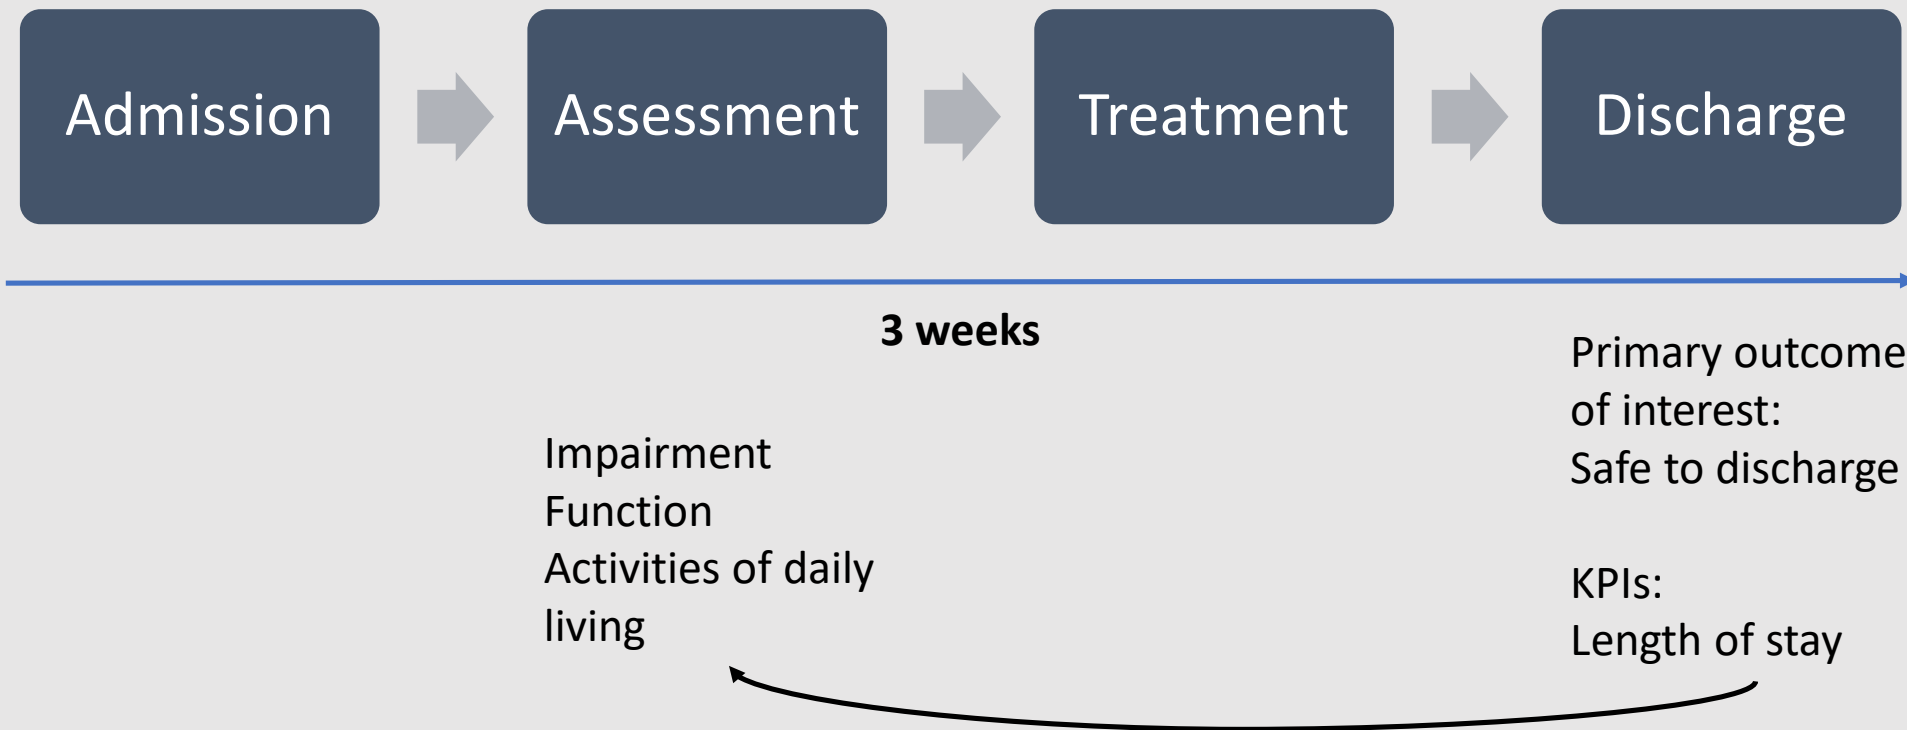 Admission
Assessment
Treatment
Discharge
3 weeks
Impairment
Function
Activities of daily
living
Primary outcome
of interest:
Safe to discharge
KPIs:
Length of stay